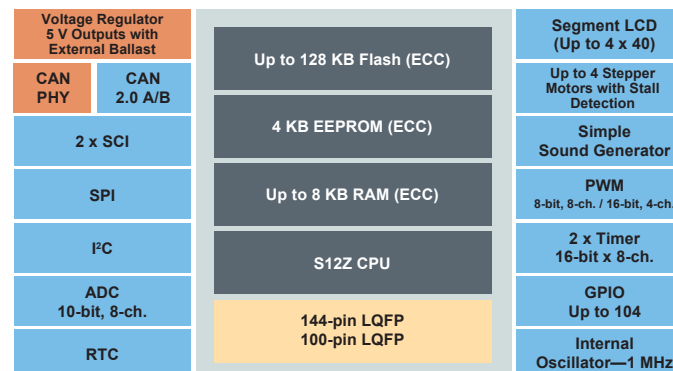 Voltage Regulator
5 V Outputs with
External Ballast
CAN
PHY
CAN
2.0 A/B
2 x SCI
SPI
I²C
ADC
10-bit, 8-ch.
RTC
Up to 128 KB Flash (ECC)
4 KB EEPROM (ECC)
Up to 8 KB RAM (ECC)
S12Z CPU
144-pin LQFP
100-pin LQFP
Segment LCD
(Up to 4 x 40)
Up to 4 Stepper
Motors with Stall
Detection
Simple
Sound Generator
PWM
8-bit, 8-ch. / 16-bit, 4-ch.
2 x Timer
16-bit x 8-ch.
GPIO
Up to 104
Internal
Oscillator—1 MHz